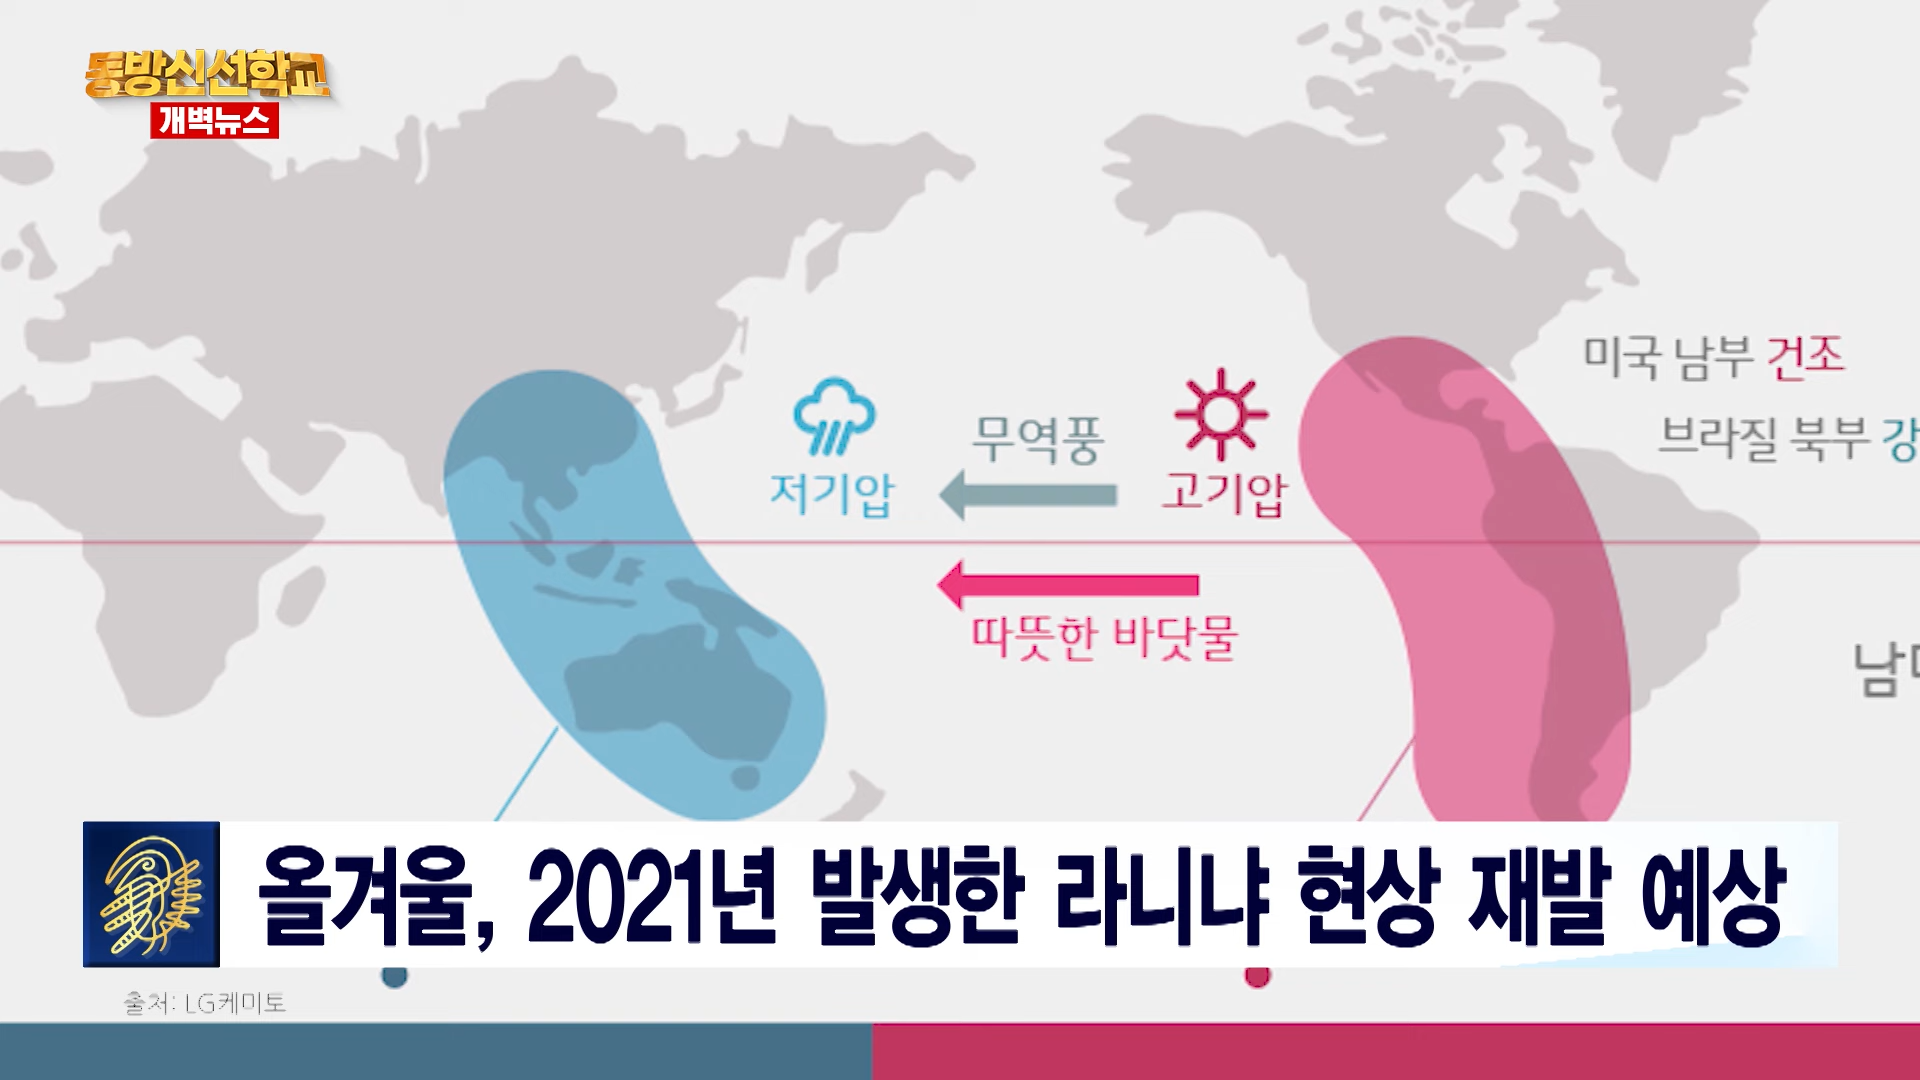 동방신선학교
개벽뉴스
미국 남부 건조
브라질 북부 강
무역풍
저기압
고기압
따뜻한 바닷물
올겨울, 2021년 발생한 라니냐 현상 재발 예상
출처: LG케미토